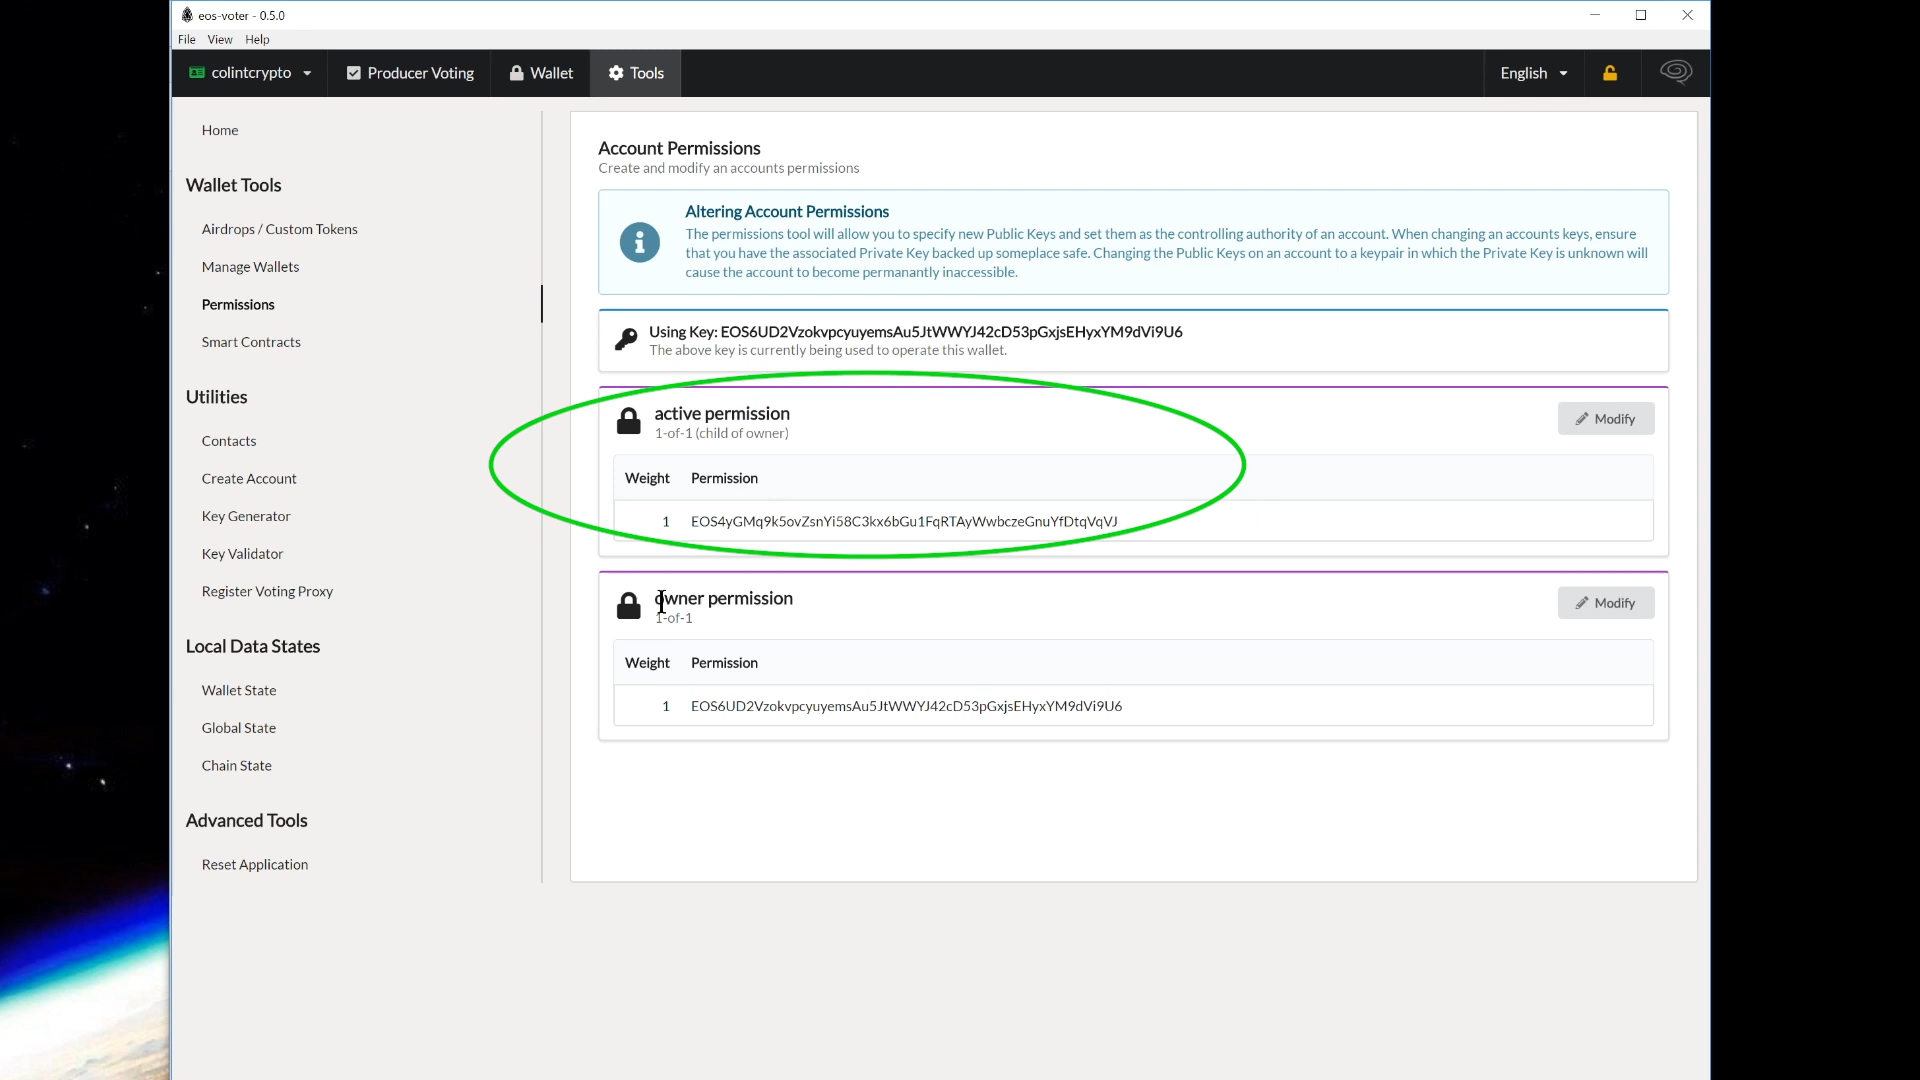 eos-voter - 0.5.0
File View Help
colintcrypto Producer Voting Wallet Tools English
Home
Wallet Tools
Airdrops / Custom Tokens
Manage Wallets
Permissions
Smart Contracts
Utilities
Contacts
Create Account
Key Generator
Key Validator
Register Voting Proxy
Local Data States
Wallet State
Global State
Chain State
Advanced Tools
Reset Application
Account Permissions
Create and modify an accounts permissions
Altering Account Permissions
The permissions tool will allow you to specify new Public Keys and set them as the controlling authority of an account. When changing an accounts keys, ensure
that you have the associated Private Key backed up someplace safe. Changing the Public Keys on an account to a keypair in which the Private Key is unknown will
cause the account to become permanantly inaccessible.
Using Key: EOS6UD2VzokvpcyuyemsAu5JtWWYJ42cD53pGxjsEHyxYM9dVi9U6
The above key is currently being used to operate this wallet.
active permission
1-of-1 (child of owner)
Modify
Weight Permission
1 EOS4yGMq9k5ovZsnYi58C3kx6bGu1FqRTAyWwbczeGnuYfDtqVqVJ
owner permission
1-of-1
Modify
Weight Permission
1 EOS6UD2VzokvpcyuyemsAu5JtWWYJ42cD53pGxjsEHyxYM9dVi9U6